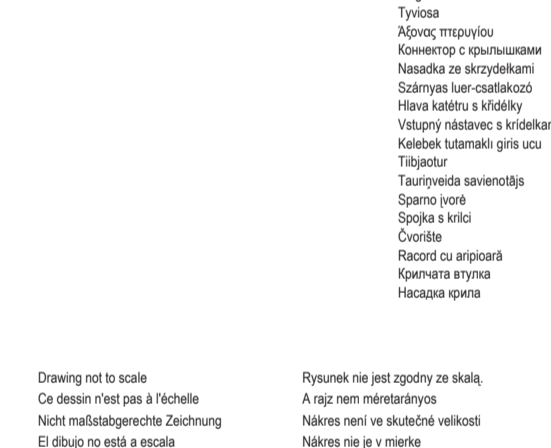 Tyviosa
Άξονας πτερυγίου
Коннектор с крылышками
Nasadka ze skrzydełkami
Szárnyas luer-csatlakozó
Hlava katétru s křidélky
Vstupný nástavec s krídelkam
Kelebek tutamaklı giris ucu
Tiibjaotur
Tauriņveida savienotājs
Sparno įvorė
Spojka s krilci
Čvorište
Racord cu aripioară
Крилчата втулка
Насадка крила
Drawing not to scale
Ce dessin n'est pas à l'échelle
Nicht maßstabgerechte Zeichnung
El dibujo no está a escala
Rysunek nie jest zgodny ze skalą.
A rajz nem méretarányos
Nákres není ve skutečné velikosti
Nákres nie je v mierke